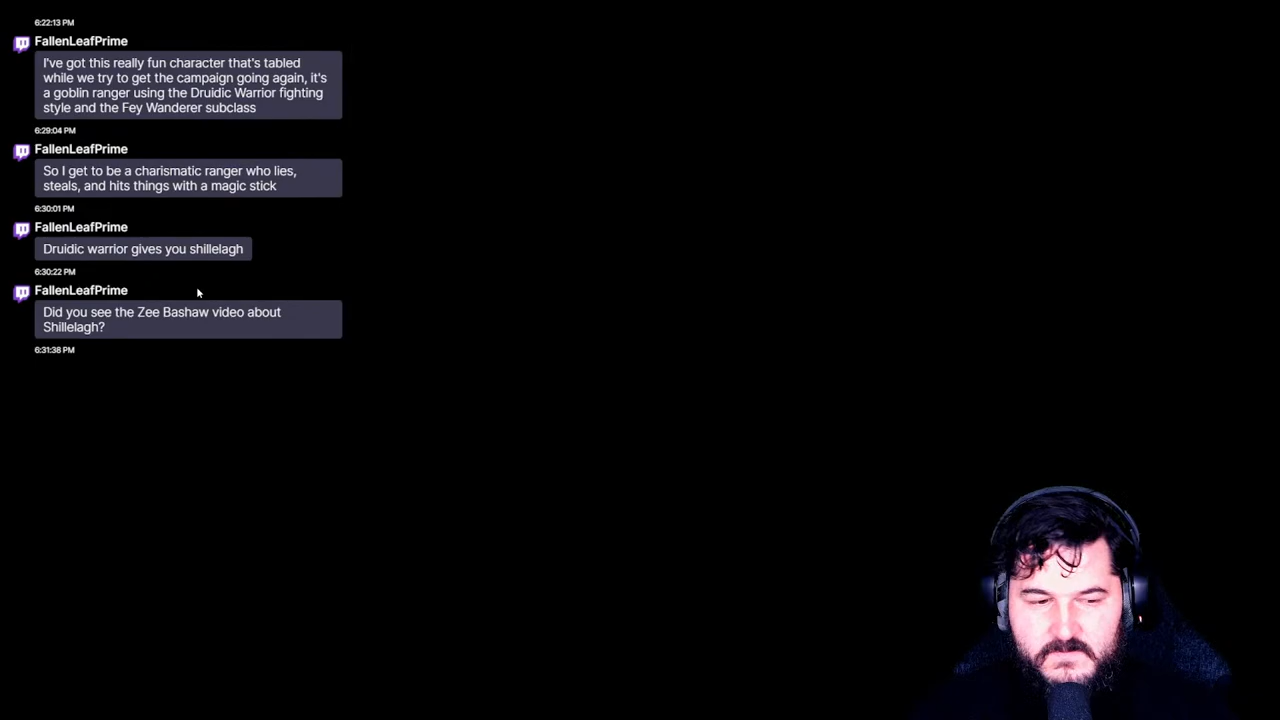 6:22:13 PM
FallenLeafPrime
I've got this really fun character that's tabled
while we try to get the campaign going again, it's
a goblin ranger using the Druidic Warrior fighting
style and the Fey Wanderer subclass
6:29:04 PM
FallenLeafPrime
So I get to be a charismatic ranger who lies,
steals, and hits things with a magic stick
6:30:01 PM
FallenLeafPrime
Druidic warrior gives you shillelagh
6:30:22 PM
FallenLeafPrime
Did you see the Zee Bashaw video about
Shillelagh?
6:31:38 PM